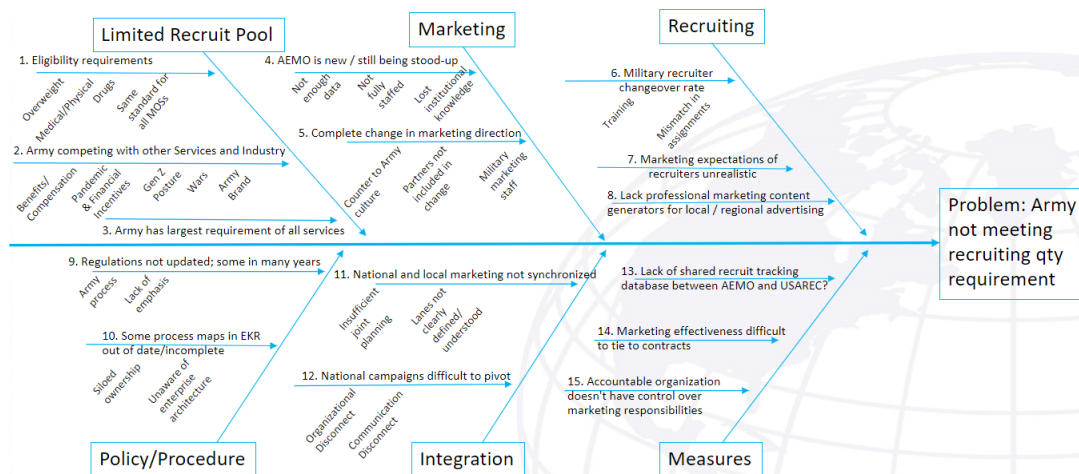 Limited Recruit Pool
1. Eligibility requirements
Overweight
Medical/Physical
Drugs
Same
standard for
all MOSs
2. Army competing with other Services and Industry
Benefits/
Compensation
Pandemic
& Financial
Incentives
Gen Z
Posture
Wars
Army
Brand
3. Army has largest requirement of all services
Marketing
4. AEMO is new / still being stood-up
Not
enough
data
Not
fully
staffed
Lost
institutional
knowledge
5. Complete change in marketing direction
Counter to Army
culture
Partners not
included in
change
Military
marketing
staff
Recruiting
6. Military recruiter
changeover rate
Training
Mismatch in
assignments
7. Marketing expectations of
recruiters unrealistic
8. Lack professional marketing content
generators for local / regional advertising
Problem: Army
not meeting
recruiting qty
requirement
9. Regulations not updated; some in many years
Army
process
Lack of
emphasis
10. Some process maps in EKR
out of date/incomplete
Siloed
ownership
Unaware of
enterprise
architecture
Policy/Procedure
11. National and local marketing not synchronized
Insufficient
joint
planning
Lanes not
clearly
defined/
understood
12. National campaigns difficult to pivot
Organizational
Disconnect
Communication
Disconnect
Integration
13. Lack of shared recruit tracking
database between AEMO and USAREC?
14. Marketing effectiveness difficult
to tie to contracts
15. Accountable organization
doesn't have control over
marketing responsibilities
Measures